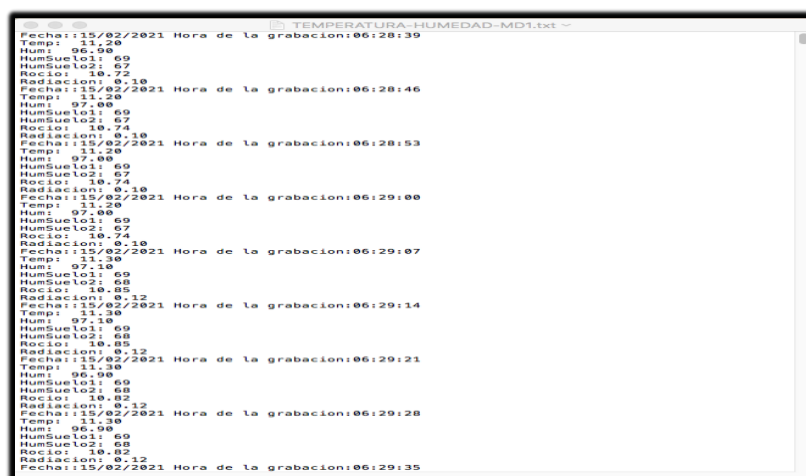 TEMPERATURA-HUMEDAD-MD1.txt
Fecha::15/02/2021 Hora de la grabacion:06:28:39
Temp: 11.20
Hum: 96.90
HumSuelo1: 69
HumSuelo2: 67
Rocio: 10.72
Radiacion: 0.10
Fecha::15/02/2021 Hora de la grabacion:06:28:46
Temp: 11.20
Hum: 97.00
HumSuelo1: 69
HumSuelo2: 67
Rocio: 10.74
Radiacion: 0.10
Fecha::15/02/2021 Hora de la grabacion:06:28:53
Temp: 11.20
Hum: 97.00
HumSuelo1: 69
HumSuelo2: 67
Rocio: 10.74
Radiacion: 0.10
Fecha::15/02/2021 Hora de la grabacion:06:29:00
Temp: 11.20
Hum: 97.00
HumSuelo1: 69
HumSuelo2: 67
Rocio: 10.74
Radiacion: 0.10
Fecha::15/02/2021 Hora de la grabacion:06:29:07
Temp: 11.30
Hum: 97.10
HumSuelo1: 69
HumSuelo2: 68
Rocio: 10.85
Radiacion: 0.12
Fecha::15/02/2021 Hora de la grabacion:06:29:14
Temp: 11.30
Hum: 97.10
HumSuelo1: 69
HumSuelo2: 68
Rocio: 10.85
Radiacion: 0.12
Fecha::15/02/2021 Hora de la grabacion:06:29:21
Temp: 11.30
Hum: 96.90
HumSuelo1: 69
HumSuelo2: 68
Rocio: 10.82
Radiacion: 0.12
Fecha::15/02/2021 Hora de la grabacion:06:29:28
Temp: 11.30
Hum: 96.90
HumSuelo1: 69
HumSuelo2: 68
Rocio: 10.82
Radiacion: 0.12
Fecha::15/02/2021 Hora de la grabacion:06:29:35